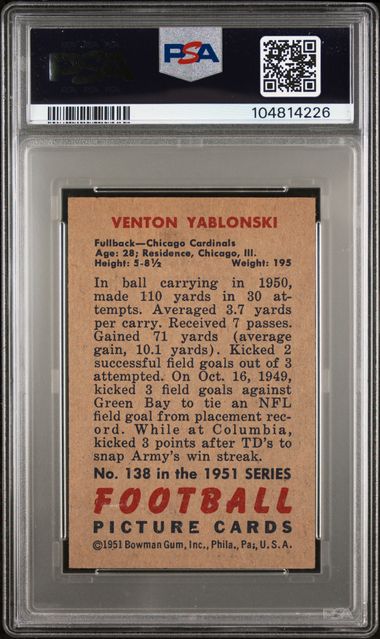 PSA
PSA
104814226
VENTON YABLONSKI
Fullback—Chicago Cardinals
Age: 28; Residence, Chicago, Ill.
Height: 5-8½ Weight: 195
In ball carrying in 1950,
made 110 yards in 30 at-
tempts. Averaged 3.7 yards
per carry. Received 7 passes.
Gained 71 yards (average
gain, 10.1 yards). Kicked 2
successful field goals out of 3
attempted. On Oct. 16, 1949,
kicked 3 field goals against
Green Bay to tie an NFL
field goal from placement rec-
ord. While at Columbia,
kicked 3 points after TD's to
snap Army's win streak.
No. 138 in the 1951 SERIES
FOOTBALL
PICTURE CARDS
©1951 Bowman Gum, Inc., Phila., Pa., U.S.A.